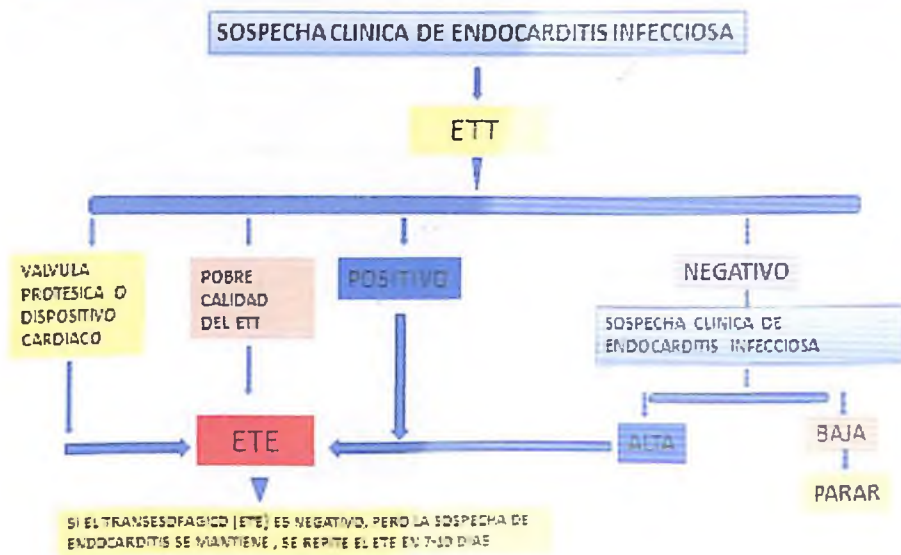 SOSPECHA CLINICA DE ENDOCARDITIS INFECCIOSA
ETT
VALVULA
PROTESICA O
DISPOSITIVO
CARDIACO
POBRE
CALIDAD
DEL ETT
POSITIVO
NEGATIVO
SOSPECHA CLINICA DE
ENDOCARDITIS INFECCIOSA
ETE
ALTA
BAJA
PARAR
SI EL TRANSESOFAGICO (ETE) ES NEGATIVO, PERO LA SOSPECHA DE
ENDOCARDITIS SE MANTIENE, SE REPITE EL ETE EN 7-10 DIAS